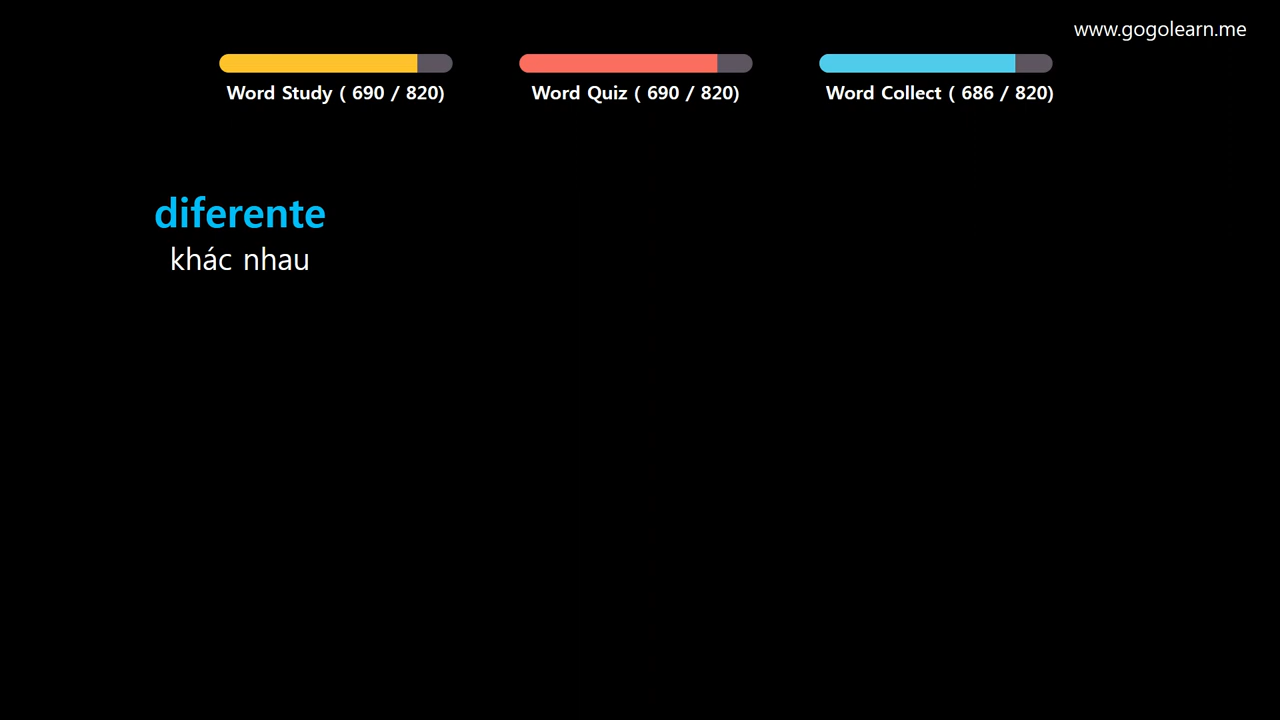 www.gogolearn.me
Word Study ( 690 / 820)
Word Quiz ( 690 / 820)
Word Collect ( 686 / 820)
diferente
khác nhau